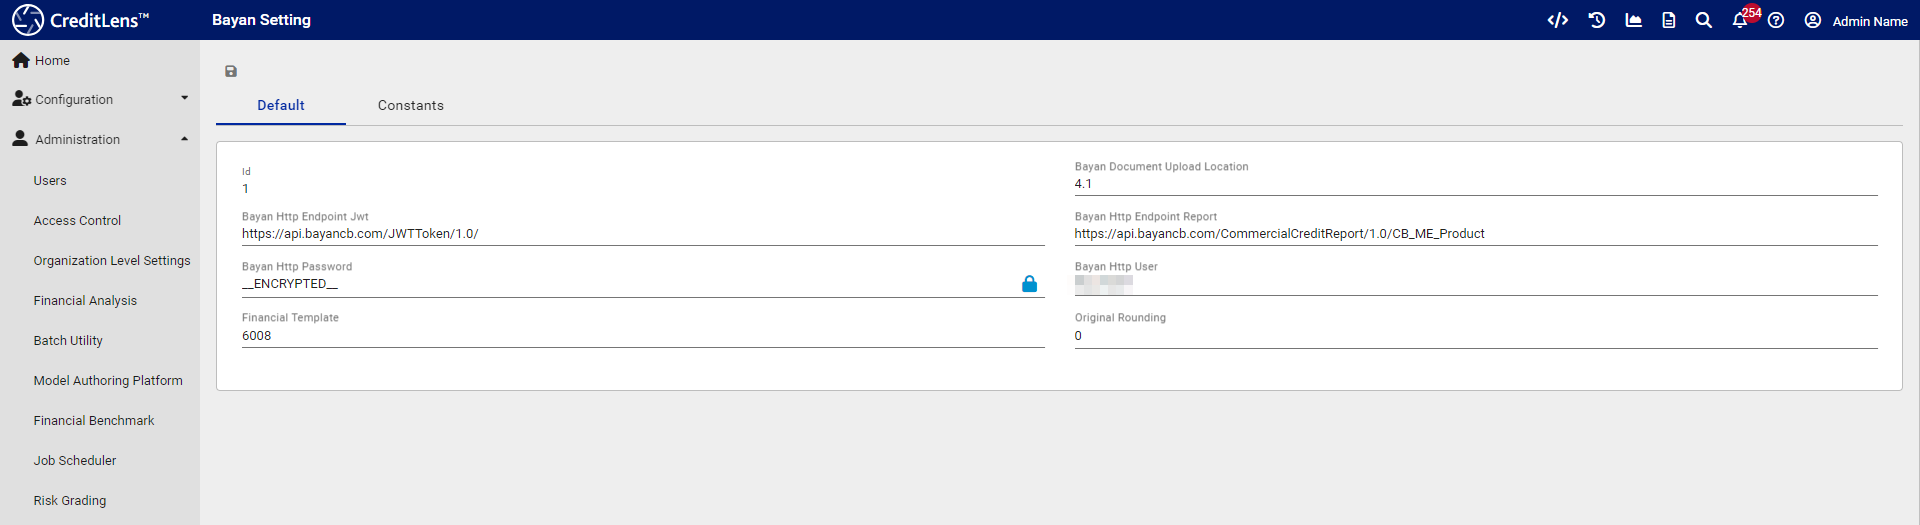 CreditLens™
Bayan Setting
254
Admin Name
Home
Configuration
Administration
Users
Access Control
Organization Level Settings
Financial Analysis
Batch Utility
Model Authoring Platform
Financial Benchmark
Job Scheduler
Risk Grading
Default
Constants
Id
1
Bayan Document Upload Location
4.1
Bayan Http Endpoint Jwt
https://api.bayancb.com/JWTToken/1.0/
Bayan Http Endpoint Report
https://api.bayancb.com/CommercialCreditReport/1.0/CB_ME_Product
Bayan Http Password
__ENCRYPTED__
Bayan Http User
Financial Template
6008
Original Rounding
0